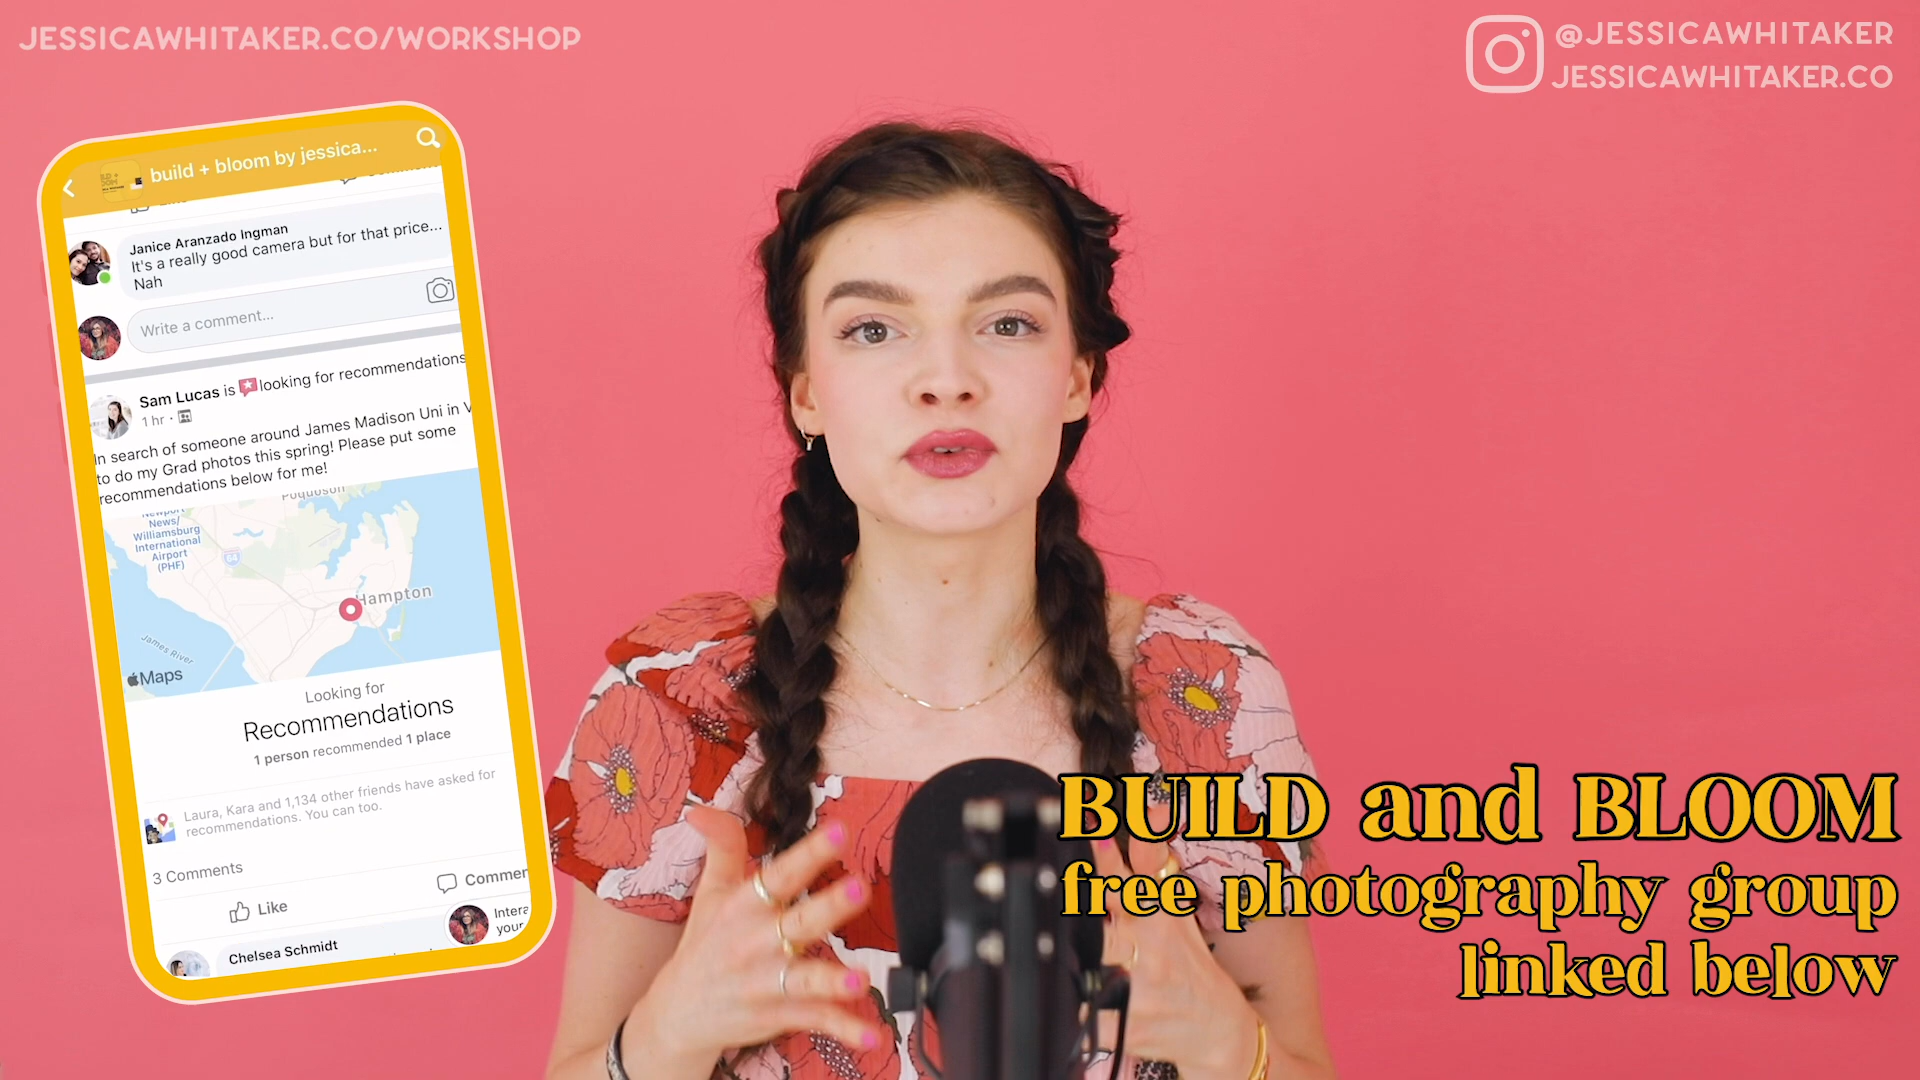 JESSICAWHITAKER.CO/WORKSHOP
@JESSICAWHITAKER
JESSICAWHITAKER.CO
build + bloom by jessica...
Janice Aranzado Ingman
It's a really good camera but for that price...
Nah
Write a comment...
Sam Lucas is looking for recommendations
1 hr ·
In search of someone around James Madison Uni in V
to do my Grad photos this spring! Please put some
recommendations below for me!
Poquoson
Newport
News/
Williamsburg
International
Airport
(PHF)
64
Hampton
James River
Maps
Looking for
Recommendations
1 person recommended 1 place
Laura, Kara and 1,134 other friends have asked for
recommendations. You can too.
3 Comments
Like
Commen
Intera
your
Chelsea Schmidt
BUILD and BLOOM
free photography group
linked below